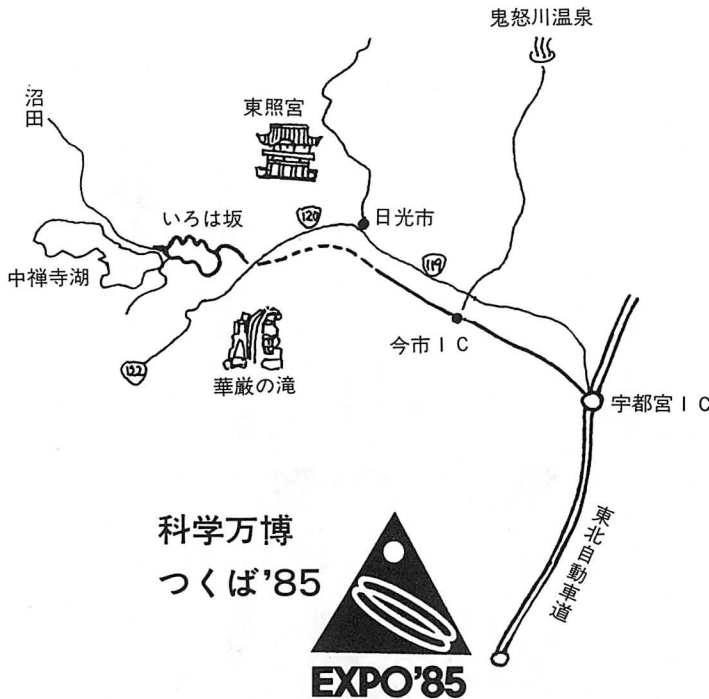 鬼怒川温泉
沼田
東照宮
120
日光市
いろは坂
119
中禅寺湖
今市IC
122
華厳の滝
宇都宮IC
東北自動車道
科学万博
つくば'85
EXPO'85